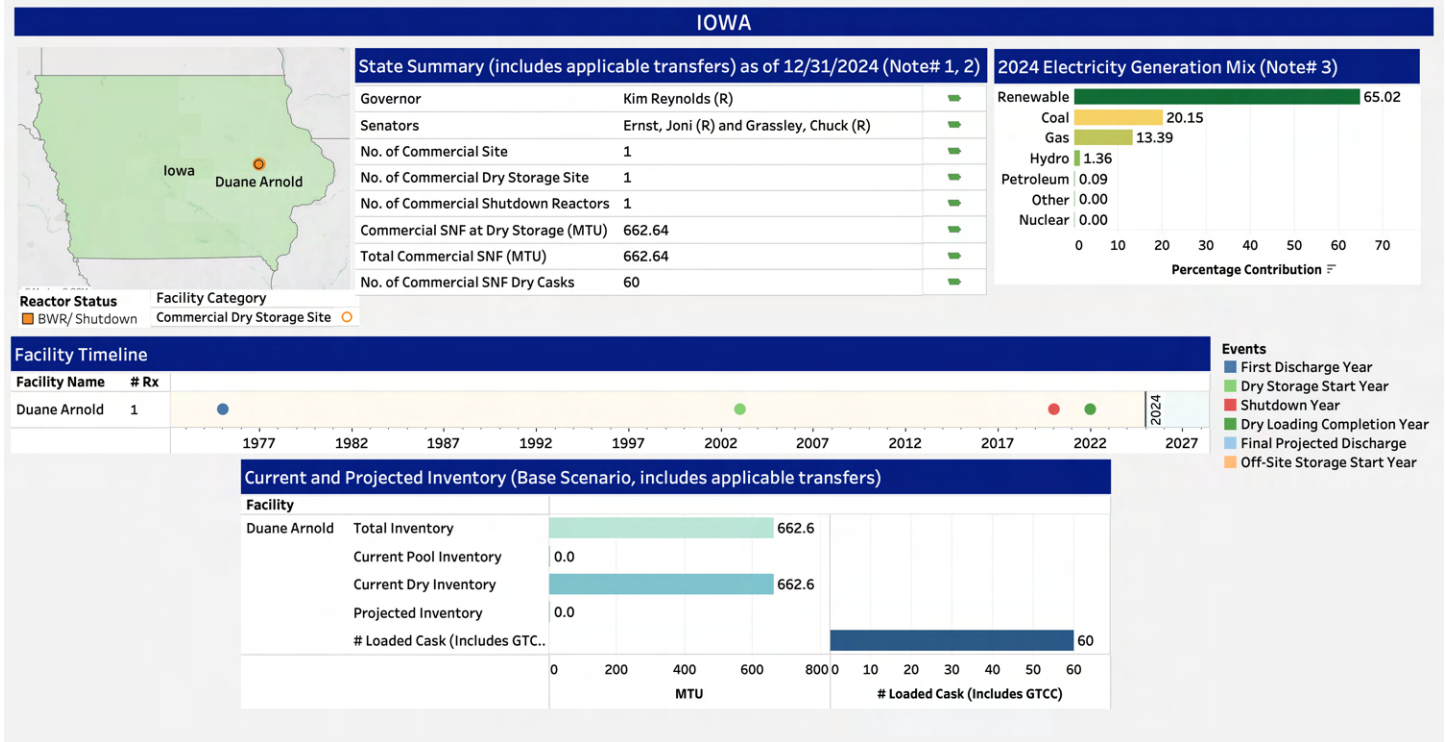 IOWA
State Summary (includes applicable transfers) as of 12/31/2024 (Note# 1, 2)
Governor Kim Reynolds (R)
Senators Ernst, Joni (R) and Grassley, Chuck (R)
No. of Commercial Site 1
No. of Commercial Dry Storage Site 1
No. of Commercial Shutdown Reactors 1
Commercial SNF at Dry Storage (MTU) 662.64
Total Commercial SNF (MTU) 662.64
No. of Commercial SNF Dry Casks 60
2024 Electricity Generation Mix (Note# 3)
Renewable 65.02
Coal 20.15
Gas 13.39
Hydro 1.36
Petroleum 0.09
Other 0.00
Nuclear 0.00
0 10 20 30 40 50 60 70
Percentage Contribution
Iowa
Duane Arnold
Reactor Status
BWR/ Shutdown
Facility Category
Commercial Dry Storage Site
Facility Timeline
Facility Name # Rx
Duane Arnold 1
2024
1977 1982 1987 1992 1997 2002 2007 2012 2017 2022 2027
Events
First Discharge Year
Dry Storage Start Year
Shutdown Year
Dry Loading Completion Year
Final Projected Discharge
Off-Site Storage Start Year
Current and Projected Inventory (Base Scenario, includes applicable transfers)
Facility
Duane Arnold Total Inventory 662.6
Current Pool Inventory 0.0
Current Dry Inventory 662.6
Projected Inventory 0.0
# Loaded Cask (Includes GTC.. 60
0 200 400 600 800 0 10 20 30 40 50 60
MTU # Loaded Cask (Includes GTCC)